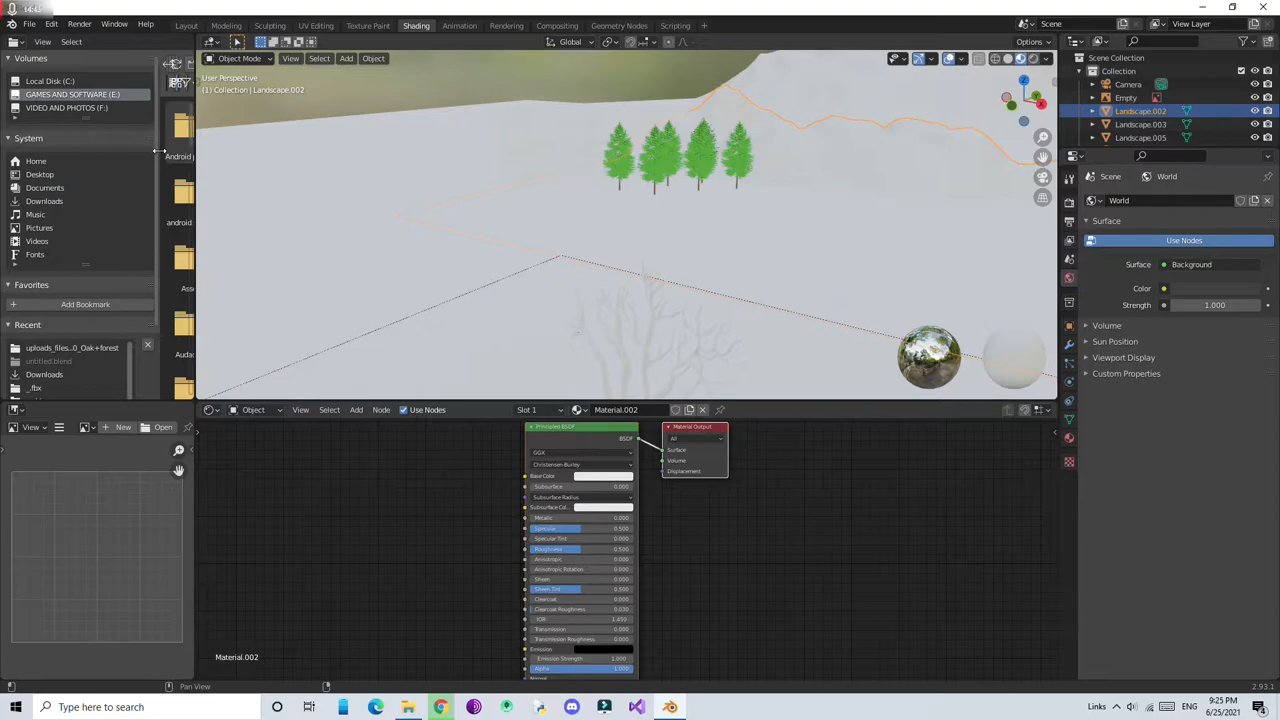 14:45
File Render Window Help Layout Modeling Sculpting UV Editing Texture Paint Shading Animation Rendering Compositing Geometry Nodes Scripting Scene View Layer
View Select Global Options
Volumes Object Mode View Select Add Object Scene Collection
Local Disk (C:) User Perspective Collection
GAMES AND SOFTWARE (E:) (1) Collection | Landscape.002 Camera
VIDEO AND PHOTOS (F:) Empty
Landscape.002
System Landscape.003
Landscape.005
Home Android
Desktop
Documents Scene World
Downloads World
Music
Pictures android Surface
Videos Use Nodes
Fonts Surface Background
Favorites Color
Add Bookmark Strength 1.000
Recent Volume
uploads_files...0_Oak+forest Sun Position
untitled.blend Viewport Display
Downloads Custom Properties
_.fbx Audac
Object View Select Add Node Use Nodes Slot 1 Material.002
View New Open
Principled BSDF Material Output
BSDF All
GGX Surface
Christensen-Burley Volume
Base Color Displacement
Subsurface 0.000
Subsurface Radius
Subsurface Col..
Metallic 0.000
Specular 0.500
Specular Tint 0.000
Roughness 0.500
Anisotropic 0.000
Anisotropic Rotation 0.000
Sheen 0.000
Sheen Tint 0.500
Clearcoat 0.000
Clearcoat Roughness 0.030
IOR 1.450
Transmission 0.000
Transmission Roughness 0.000
Emission
Emission Strength 1.000
Alpha 1.000
Normal
Material.002
Pan View 2.93.1
Type here to search Links ENG 9:25 PM
6/25/2021